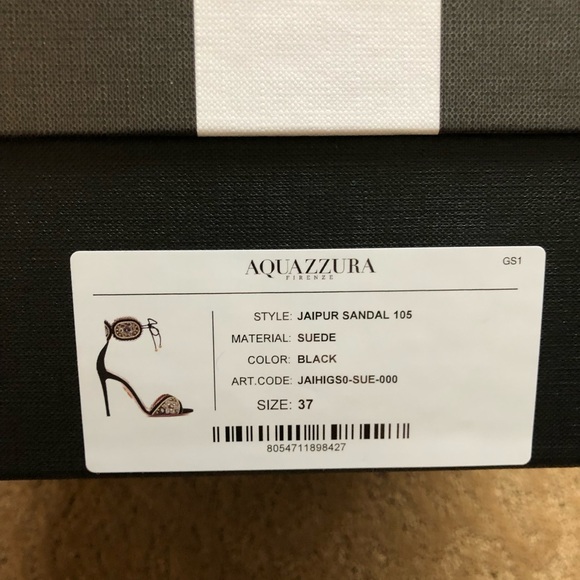 AQUAZZURA
FIRENZE
GS1
STYLE: JAIPUR SANDAL 105
MATERIAL: SUEDE
COLOR: BLACK
ART.CODE: JAIHIGS0-SUE-000
SIZE: 37
8054711898427